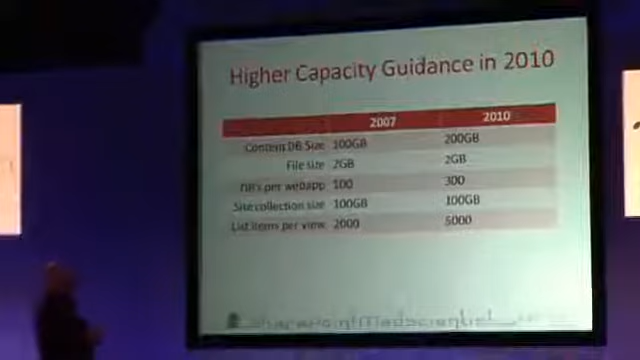 Higher Capacity Guidance in 2010
2007 2010
Content DB Size 100GB 200GB
File size 2GB 2GB
DB's per webapp 100 300
Site collection size 100GB 100GB
List items per view 2000 5000
SharePointMadScientist